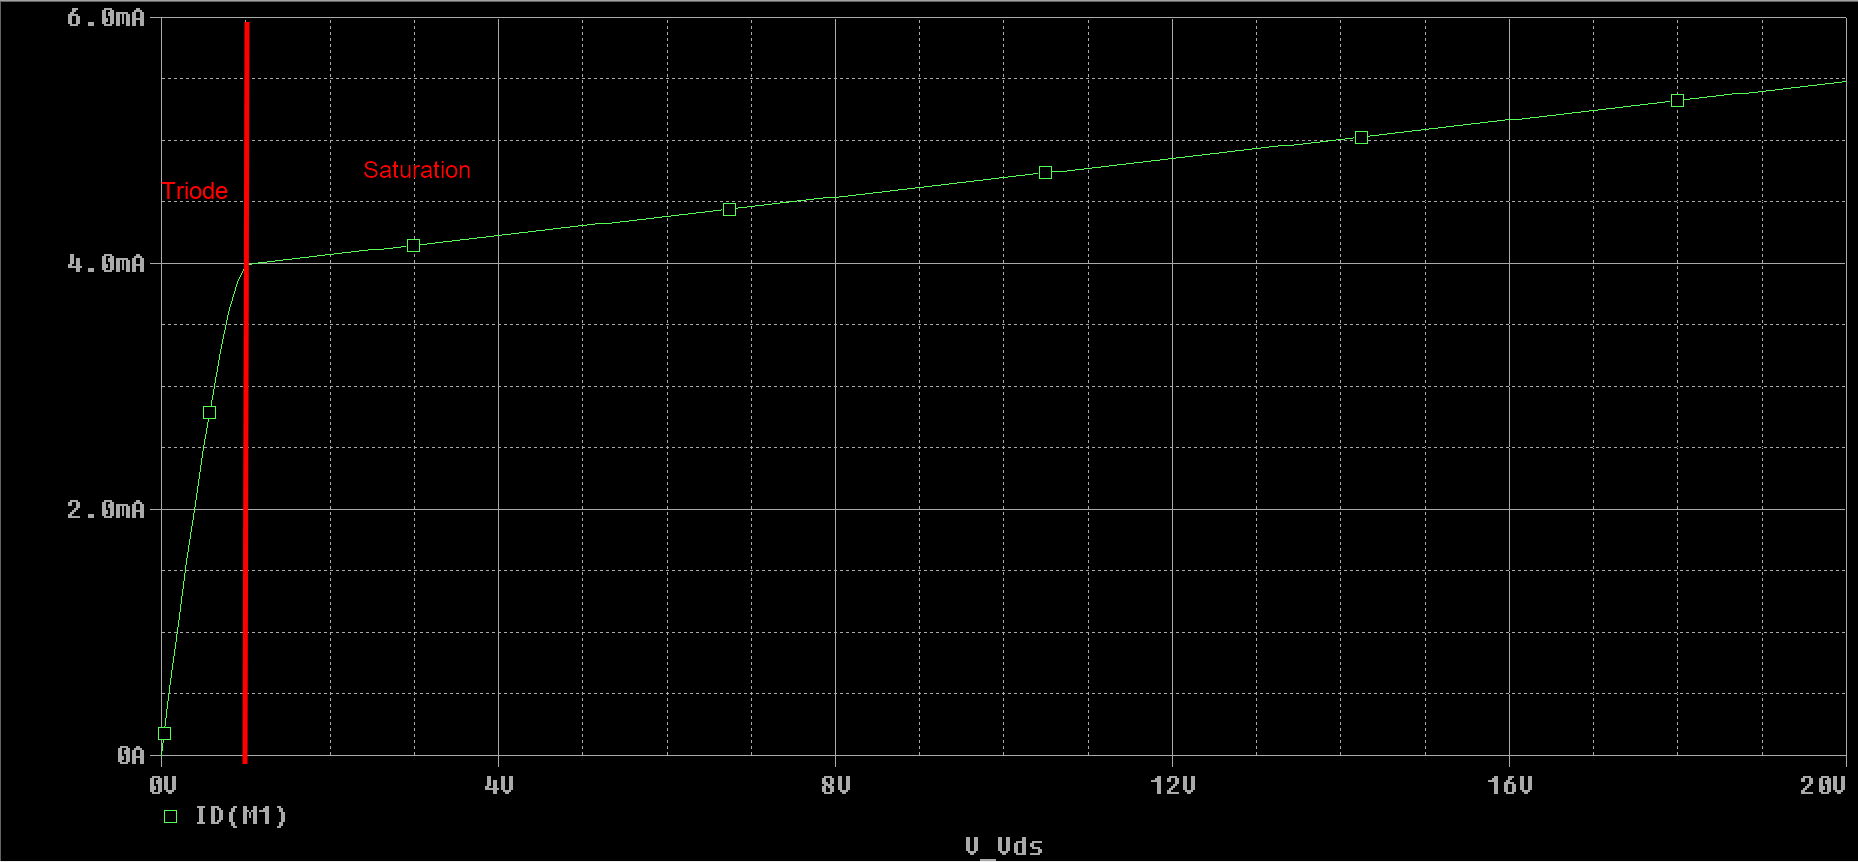 6.0mA
Saturation
Triode
4.0mA
2.0mA
0A
0V 4V 8V 12V 16V 20V
ID(M1)
V_Vds